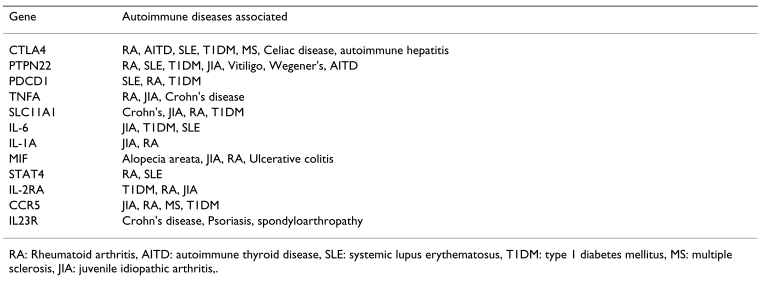 Gene Autoimmune diseases associated
CTLA4 RA, AITD, SLE, T1DM, MS, Celiac disease, autoimmune hepatitis
PTPN22 RA, SLE, T1DM, JIA, Vitiligo, Wegener's, AITD
PDCD1 SLE, RA, T1DM
TNFA RA, JIA, Crohn's disease
SLC11A1 Crohn's, JIA, RA, T1DM
IL-6 JIA, T1DM, SLE
IL-1A JIA, RA
MIF Alopecia areata, JIA, RA, Ulcerative colitis
STAT4 RA, SLE
IL-2RA T1DM, RA, JIA
CCR5 JIA, RA, MS, T1DM
IL23R Crohn's disease, Psoriasis, spondyloarthropathy
RA: Rheumatoid arthritis, AITD: autoimmune thyroid disease, SLE: systemic lupus erythematosus, T1DM: type 1 diabetes mellitus, MS: multiple
sclerosis, JIA: juvenile idiopathic arthritis,.